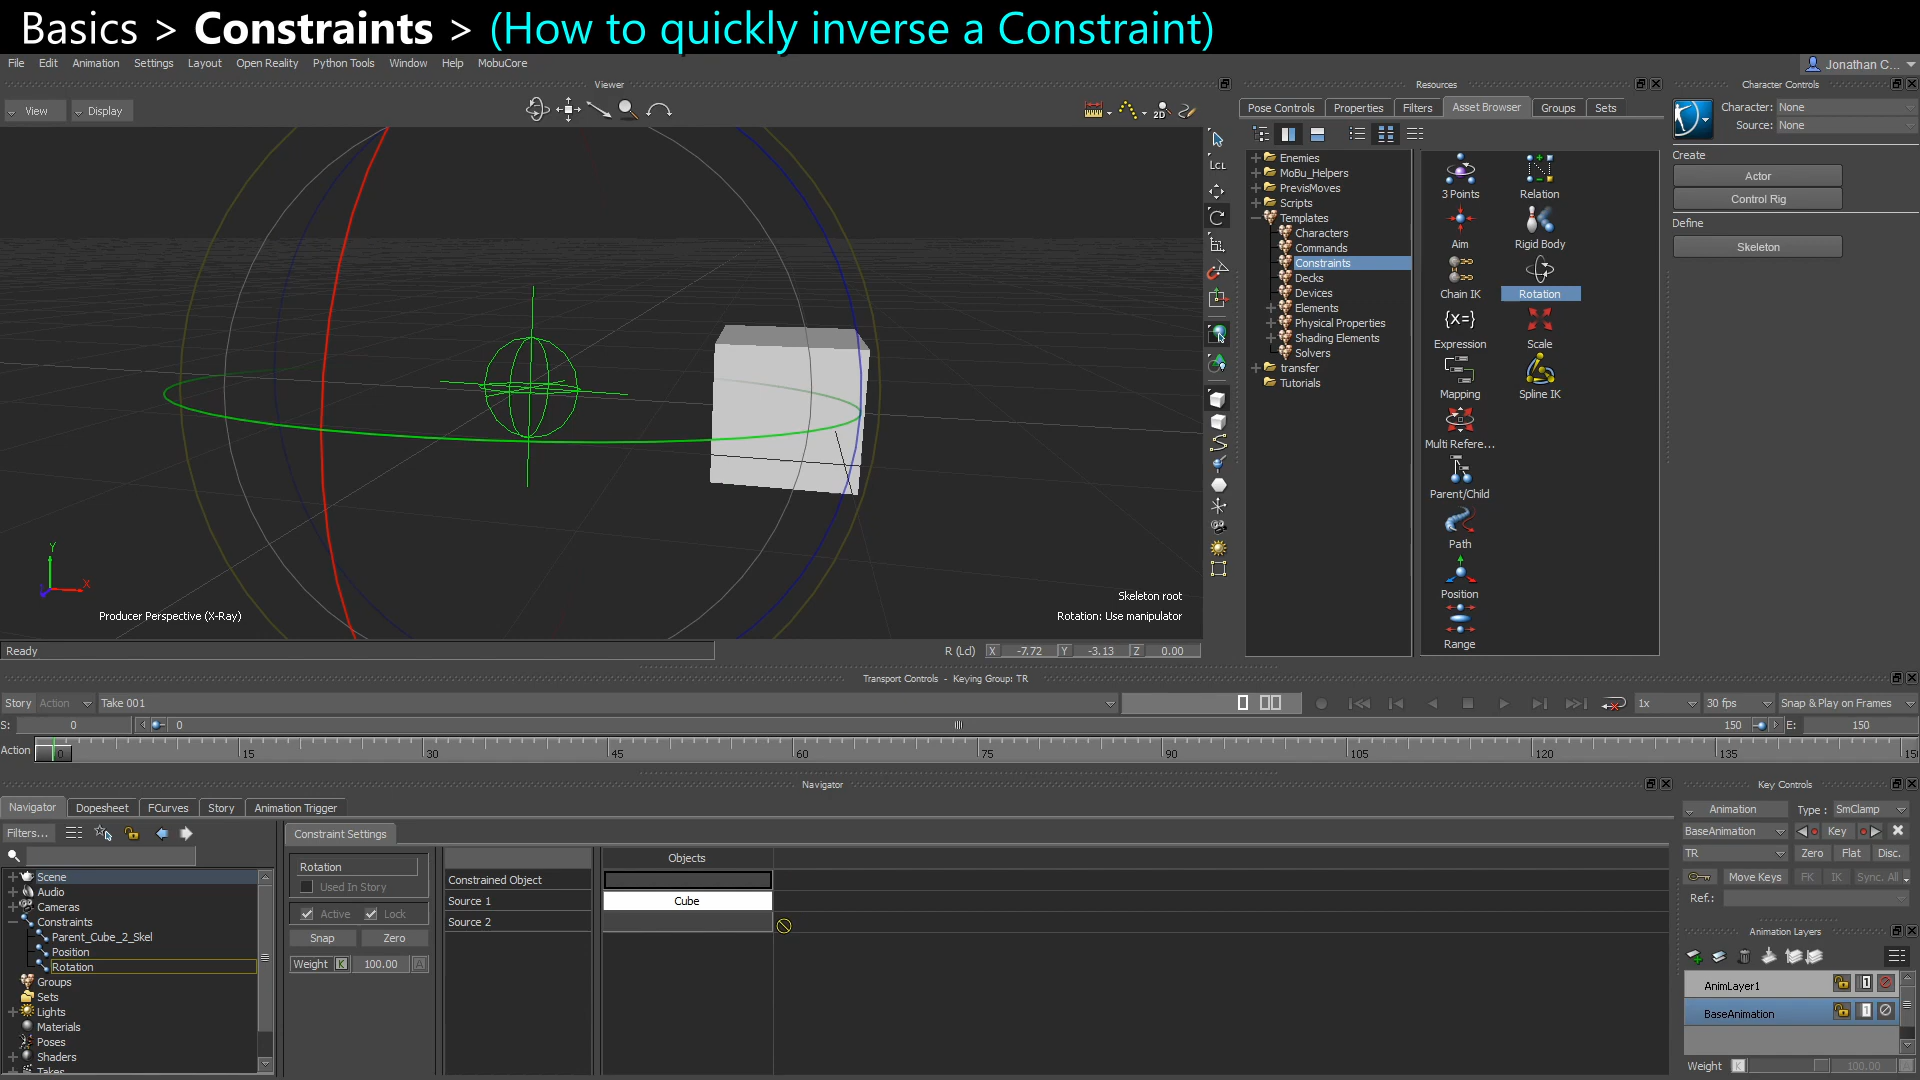 Basics > Constraints > (How to quickly inverse a Constraint)
File Edit Animation Settings Layout Open Reality Python Tools Window Help MobuCore
Jonathan C...
Viewer
View Display
2D
LCL
Producer Perspective (X-Ray)
Y
X
Skeleton root
Rotation: Use manipulator
Ready
R (Lcl) X -7.72 Y -3.13 Z 0.00
Resources
Pose Controls Properties Filters Asset Browser Groups Sets
Enemies
MoBu_Helpers
PrevisMoves
Scripts
Templates
Characters
Commands
Constraints
Decks
Devices
Elements
Physical Properties
Shading Elements
Solvers
transfer
Tutorials
3 Points Relation
Aim Rigid Body
Chain IK Rotation
{x=}
Expression Scale
Mapping Spline IK
Multi Refere...
Parent/Child
Path
Position
Range
Character Controls
Character: None
Source: None
Create
Actor
Control Rig
Define
Skeleton
Transport Controls - Keying Group: TR
Story Action Take 001 1x 30 fps Snap & Play on Frames
S: 0 0 150 E: 150
Action 0 15 30 45 60 75 90 105 120 135 15
Navigator
Navigator Dopesheet FCurves Story Animation Trigger
Filters...
Scene
Audio
Cameras
Constraints
Parent_Cube_2_Skel
Position
Rotation
Groups
Sets
Lights
Materials
Poses
Shaders
Takes
Constraint Settings
Rotation
Used In Story
Active Lock
Snap Zero
Weight K 100.00 A
Objects
Constrained Object
Source 1 Cube
Source 2
Key Controls
Animation Type : SmClamp
BaseAnimation Key
TR Zero Flat Disc.
Move Keys FK IK Sync. All
Ref.:
Animation Layers
AnimLayer1
BaseAnimation
Weight K 100.00 A